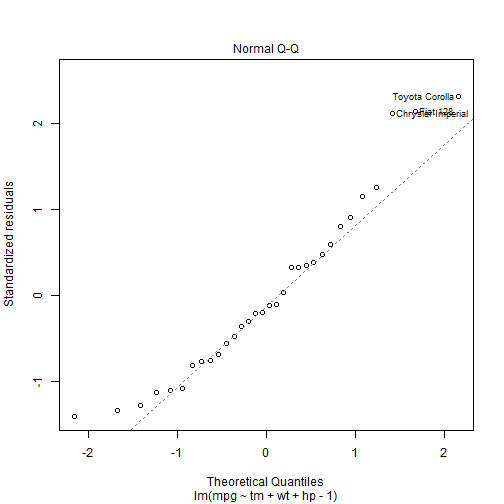 Normal Q-Q
Toyota Corolla
Fiat 128
Chrysler Imperial
2
1
0
-1
Standardized residuals
-2
-1
0
1
2
Theoretical Quantiles
lm(mpg ~ tm + wt + hp - 1)